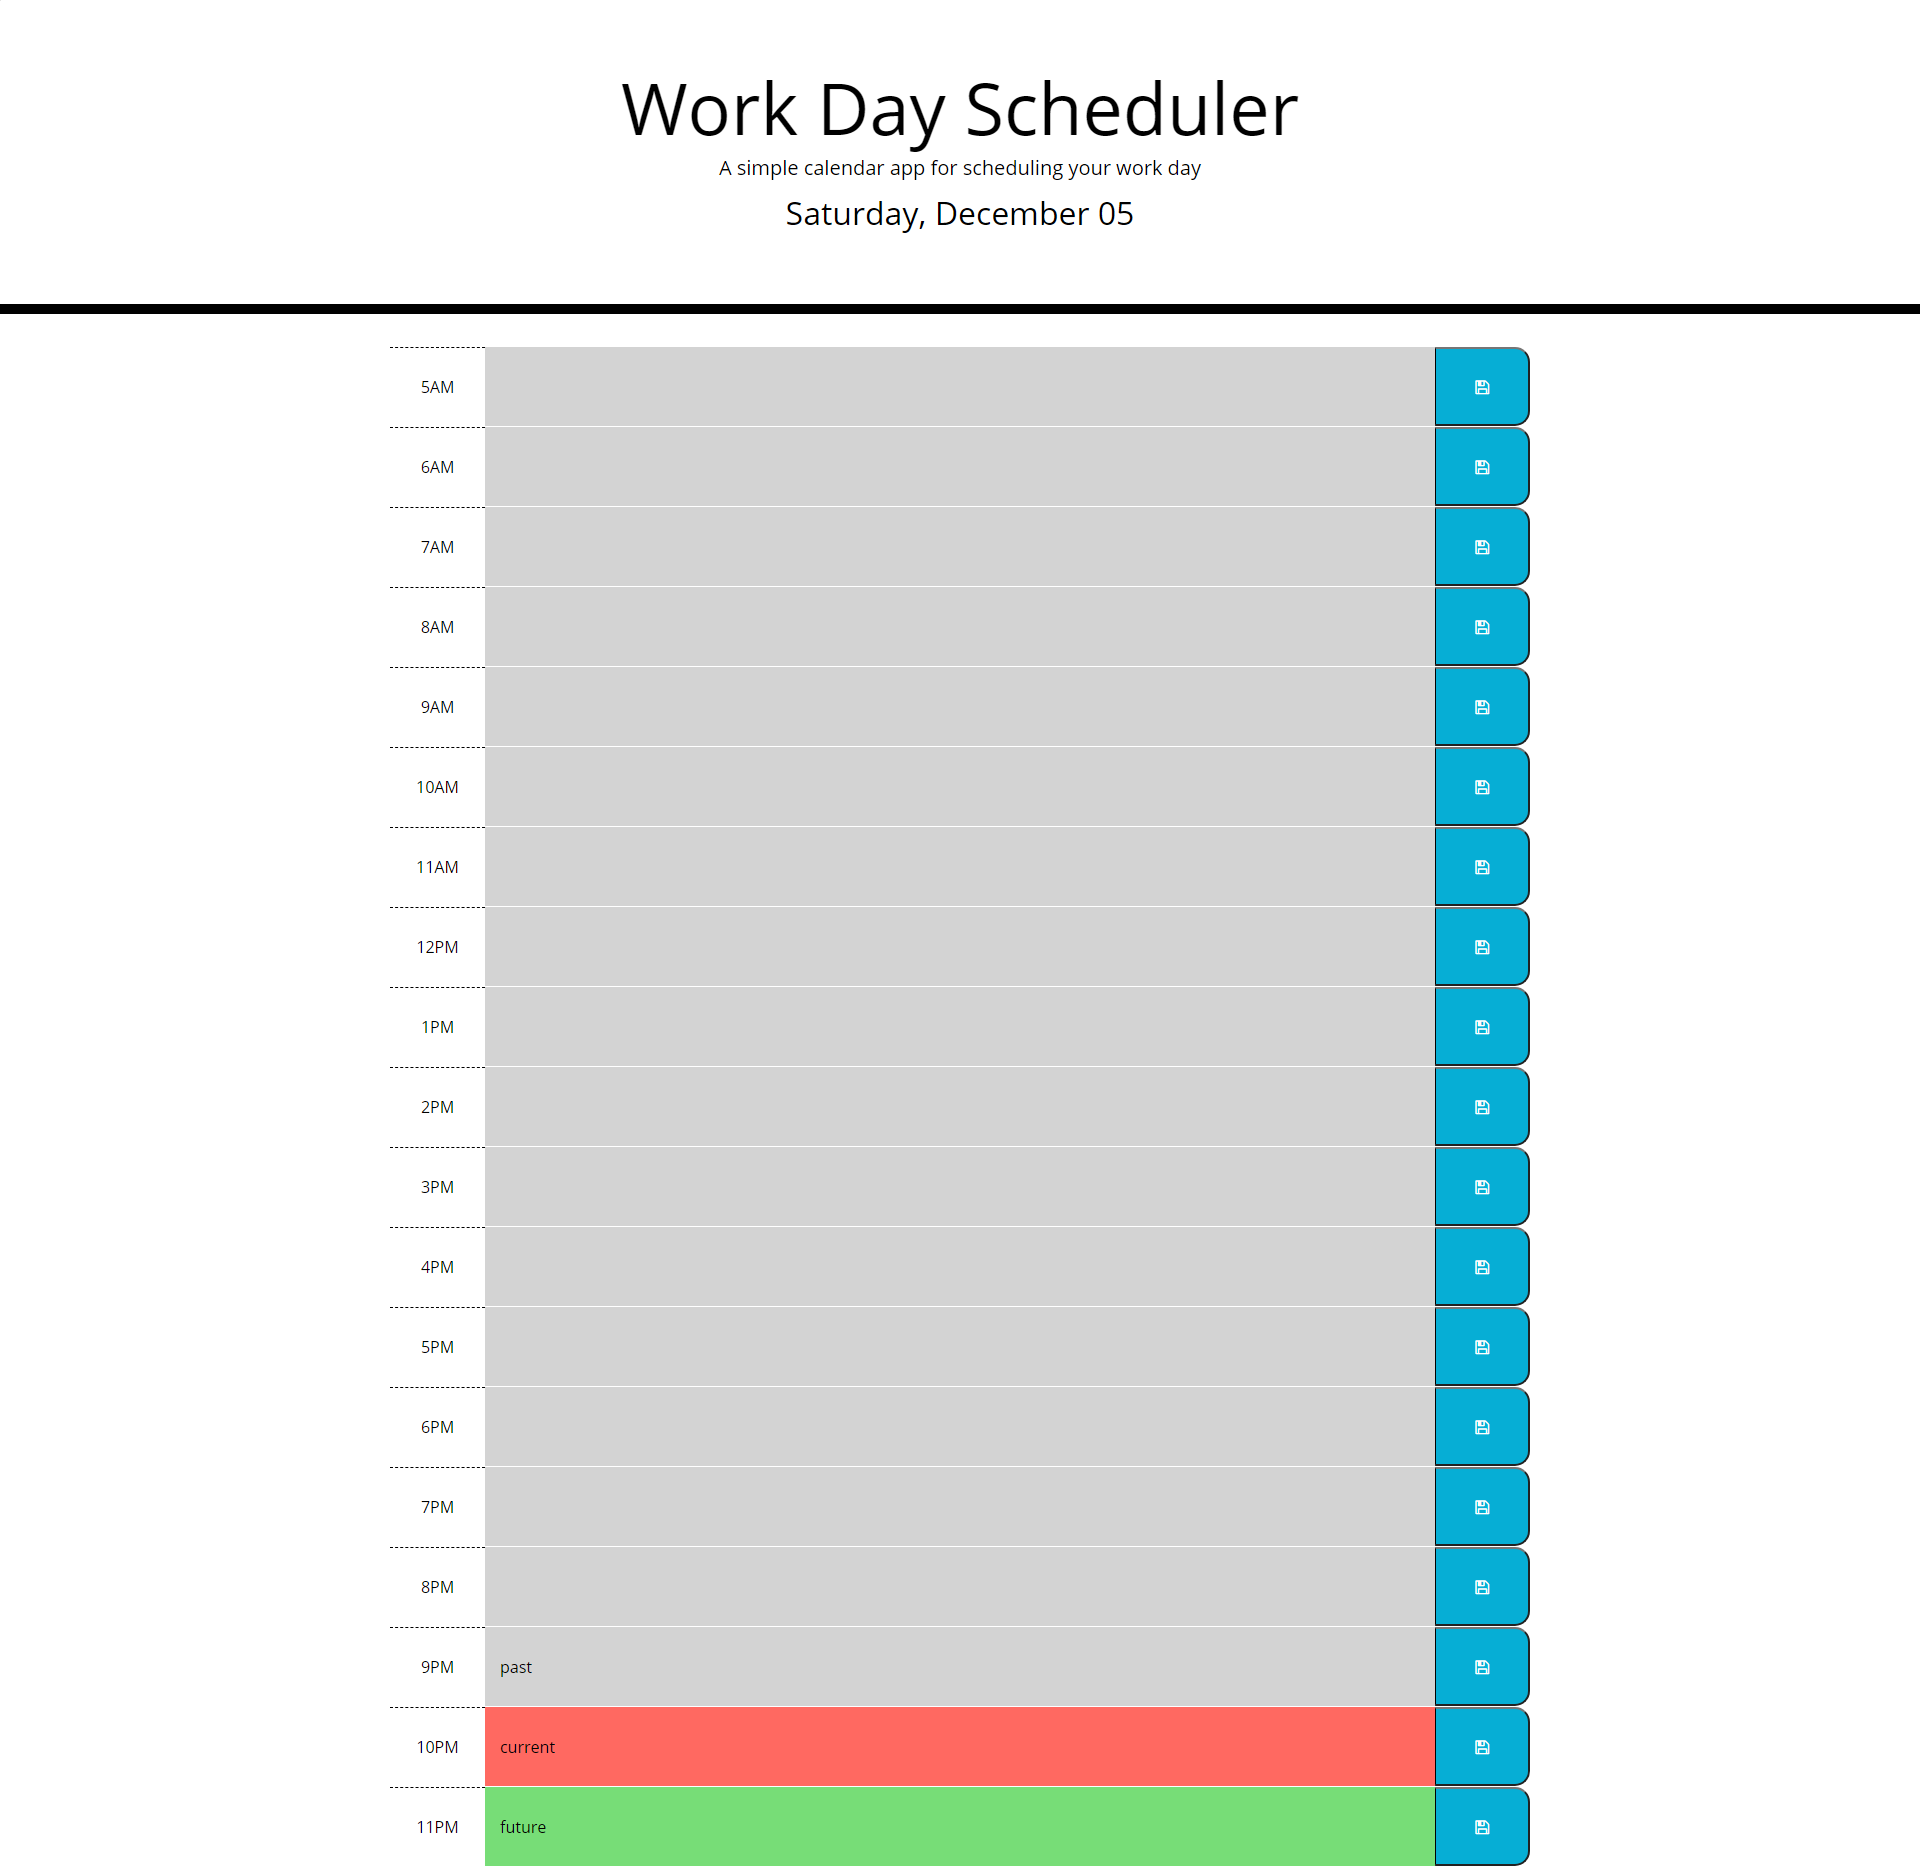 Work Day Scheduler
A simple calendar app for scheduling your work day
Saturday, December 05
5AM
6AM
7AM
8AM
9AM
10AM
11AM
12PM
1PM
2PM
3PM
4PM
5PM
6PM
7PM
8PM
9PM past
10PM current
11PM future